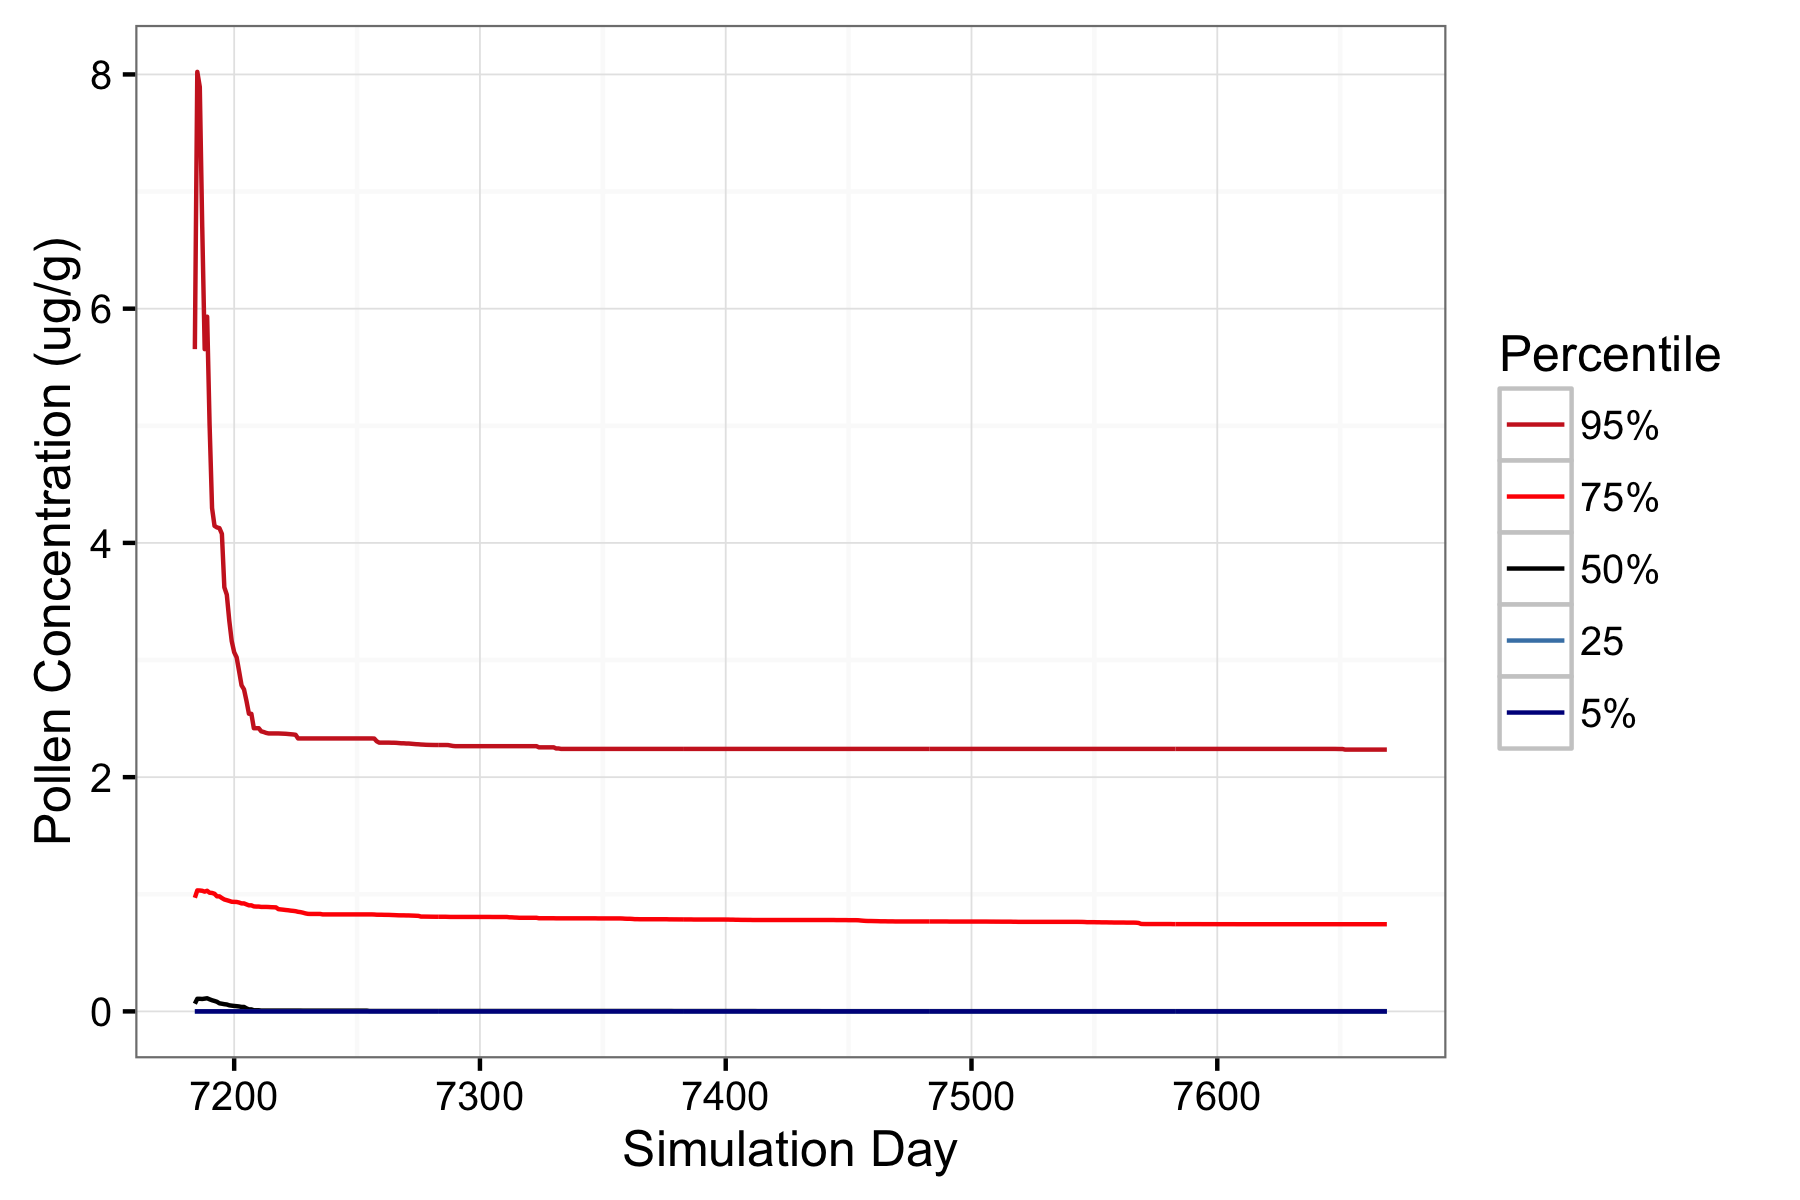 8
6
4
2
0
Pollen Concentration (ug/g)
7200 7300 7400 7500 7600
Simulation Day
Percentile
95%
75%
50%
25
5%